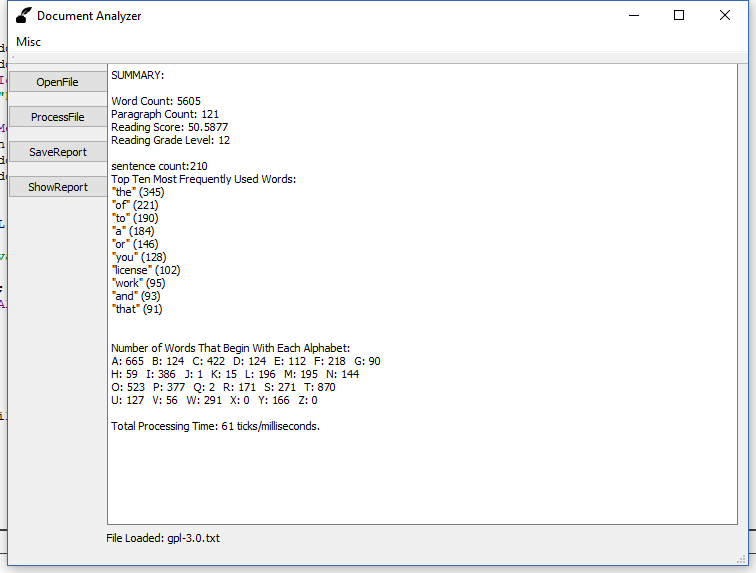 Document Analyzer
Misc
OpenFile
ProcessFile
SaveReport
ShowReport
SUMMARY:
Word Count: 5605
Paragraph Count: 121
Reading Score: 50.5877
Reading Grade Level: 12
sentence count:210
Top Ten Most Frequently Used Words:
"the" (345)
"of" (221)
"to" (190)
"a" (184)
"or" (146)
"you" (128)
"license" (102)
"work" (95)
"and" (93)
"that" (91)
Number of Words That Begin With Each Alphabet:
A: 665 B: 124 C: 422 D: 124 E: 112 F: 218 G: 90
H: 59 I: 386 J: 1 K: 15 L: 196 M: 195 N: 144
O: 523 P: 377 Q: 2 R: 171 S: 271 T: 870
U: 127 V: 56 W: 291 X: 0 Y: 166 Z: 0
Total Processing Time: 61 ticks/milliseconds.
File Loaded: gpl-3.0.txt